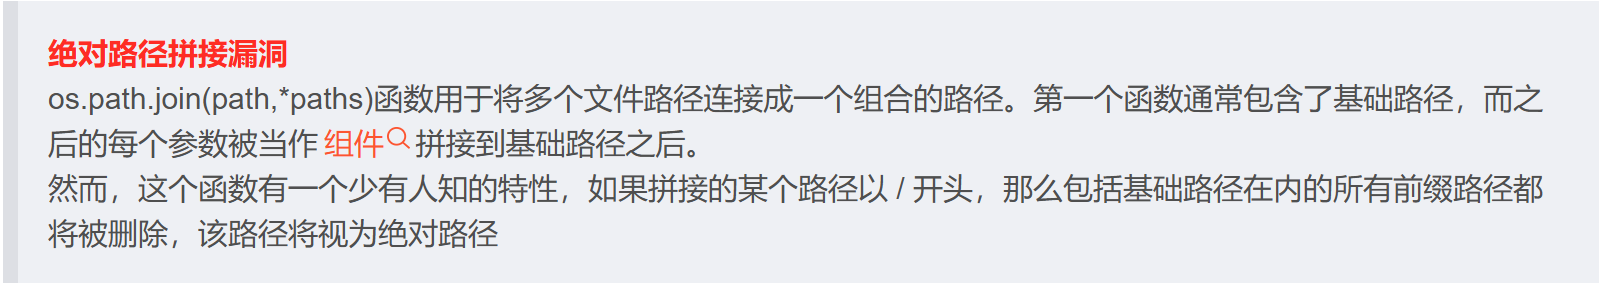 绝对路径拼接漏洞
os.path.join(path,*paths)函数用于将多个文件路径连接成一个组合的路径。第一个函数通常包含了基础路径，而之
后的每个参数被当作 组件 拼接到基础路径之后。
然而，这个函数有一个少有人知的特性，如果拼接的某个路径以 / 开头，那么包括基础路径在内的所有前缀路径都
将被删除，该路径将视为绝对路径